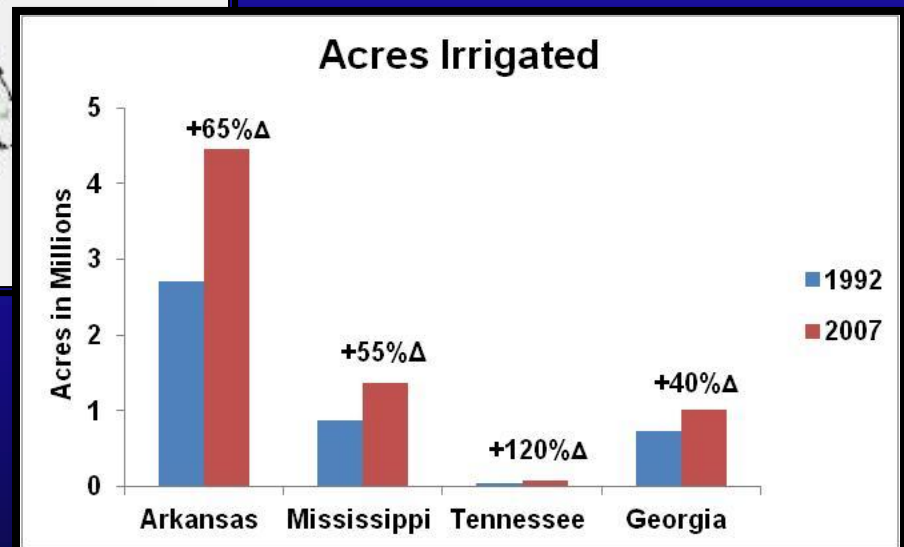 Acres Irrigated
Acres in Millions
5
4
3
2
1
0
+65%Δ
+55%Δ
+120%Δ
+40%Δ
Arkansas Mississippi Tennessee Georgia
1992
2007